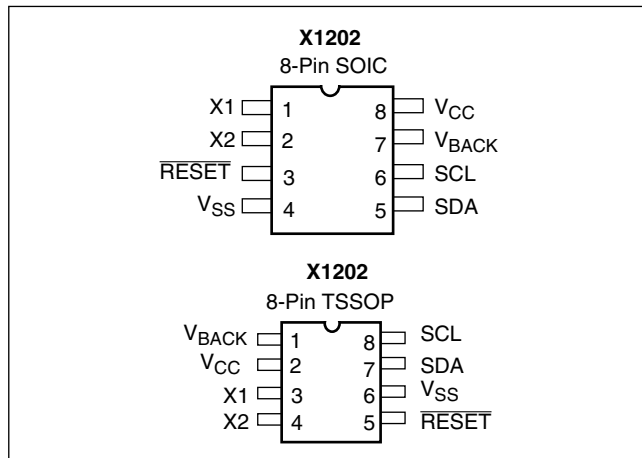 X1202
8-Pin SOIC
X1 1 8 VCC
X2 2 7 VBACK
RESET 3 6 SCL
VSS 4 5 SDA
X1202
8-Pin TSSOP
VBACK 1 8 SCL
VCC 2 7 SDA
X1 3 6 VSS
X2 4 5 RESET